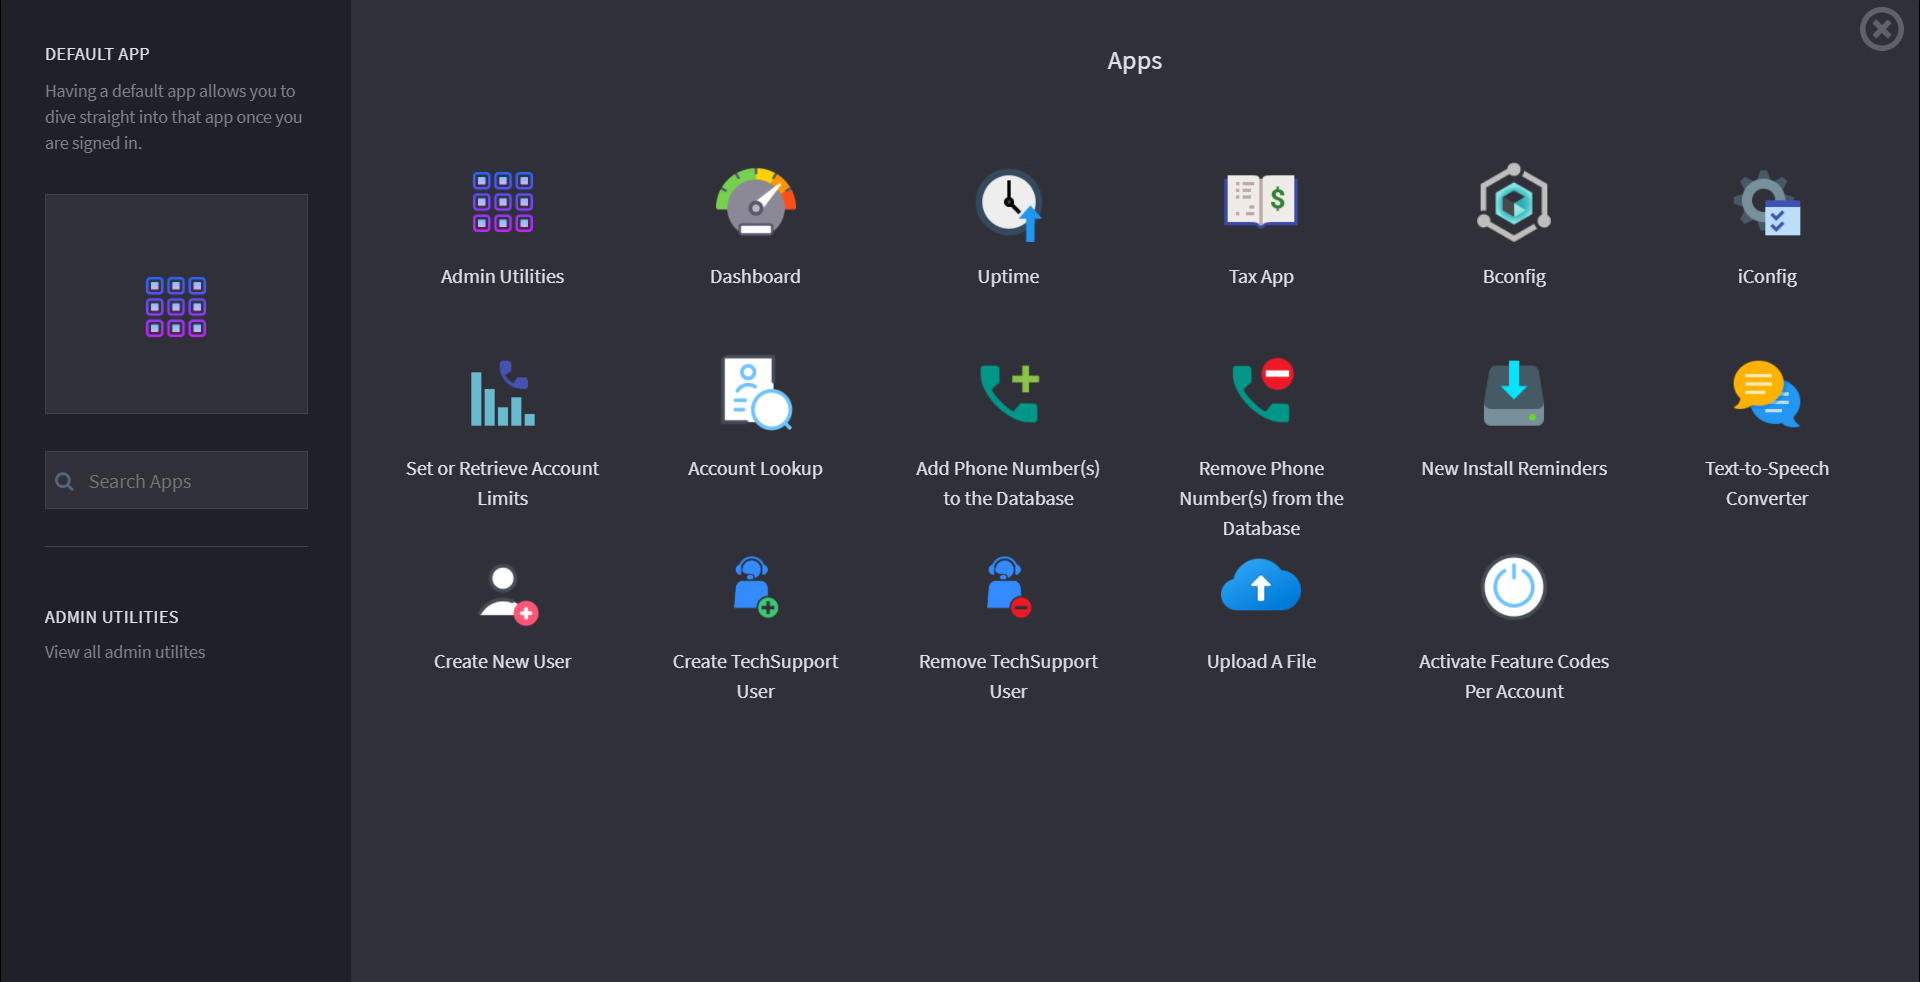 DEFAULT APP
Having a default app allows you to
dive straight into that app once you
are signed in.
Search Apps
ADMIN UTILITIES
View all admin utilites
Apps
Admin Utilities
Dashboard
Uptime
Tax App
Bconfig
iConfig
Set or Retrieve Account
Limits
Account Lookup
Add Phone Number(s)
to the Database
Remove Phone
Number(s) from the
Database
New Install Reminders
Text-to-Speech
Converter
Create New User
Create TechSupport
User
Remove TechSupport
User
Upload A File
Activate Feature Codes
Per Account